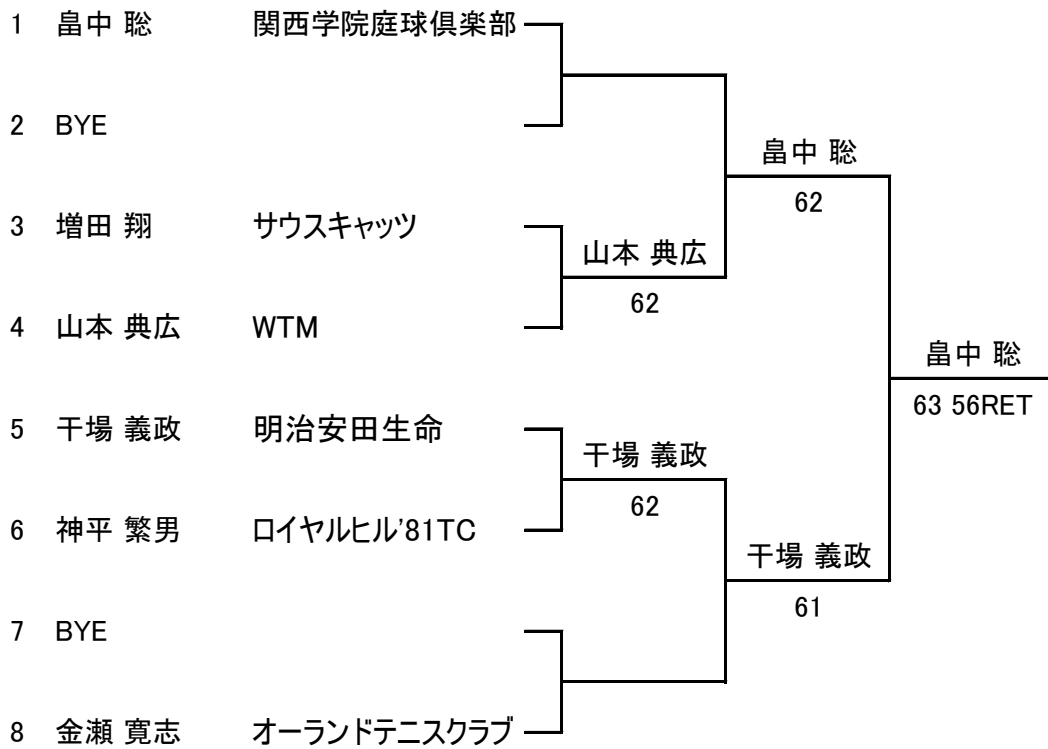 1 畠中 聡 関西学院庭球倶楽部
2 BYE
畠中 聡
62
3 増田 翔 サウスキャッツ
山本 典広
62
4 山本 典広 WTM
畠中 聡
63 56RET
5 干場 義政 明治安田生命
干場 義政
62
6 神平 繁男 ロイヤルヒル'81TC
干場 義政
61
7 BYE
8 金瀬 寛志 オーランドテニスクラブ